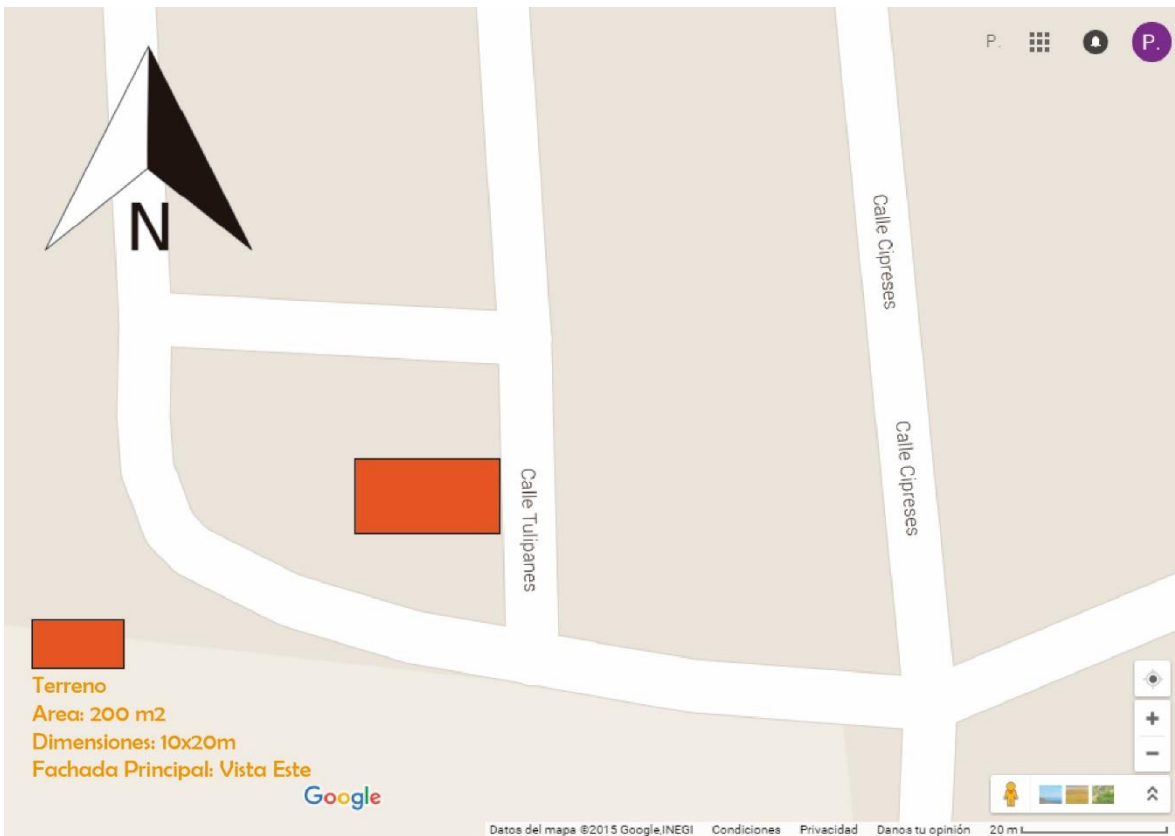 P.
P.
N
Calle Cipreses
Calle Cipreses
Calle Tulipanes
Terreno
Area: 200 m2
Dimensiones: 10x20m
Fachada Principal: Vista Este
Google
Datos del mapa ©2015 Google,INEGI Condiciones Privacidad Danos tu opinión 20 m